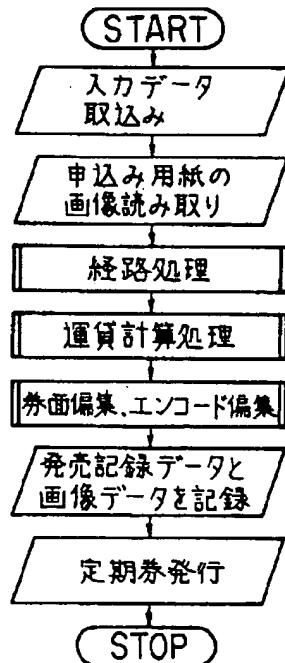 START
入力データ
取込み
申込み用紙の
画像読み取り
経路処理
運賃計算処理
券面偏集、エンコード偏集
発売記録データと
画像データを記録
定期券発行
STOP